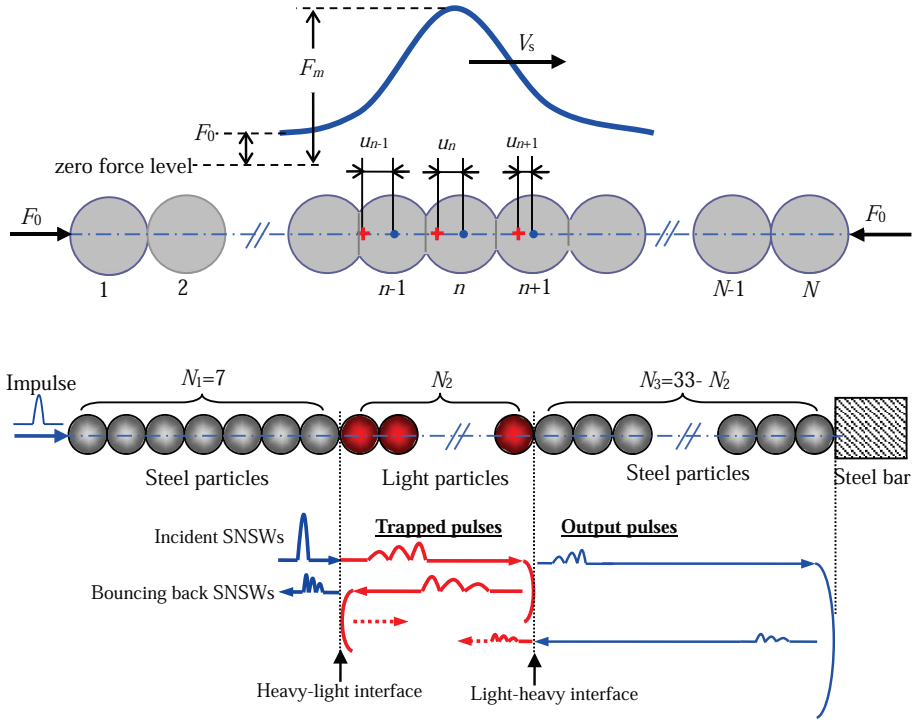 F_m
V_s
F_0
u_{n-1} u_n u_{n+1}
zero force level
F_0 F_0
1 2 n-1 n n+1 N-1 N
Impulse
N_1=7 N_2 N_3=33- N_2
Steel particles Light particles Steel particles Steel bar
Incident SNSWs Trapped pulses Output pulses
Bouncing back SNSWs
Heavy-light interface Light-heavy interface